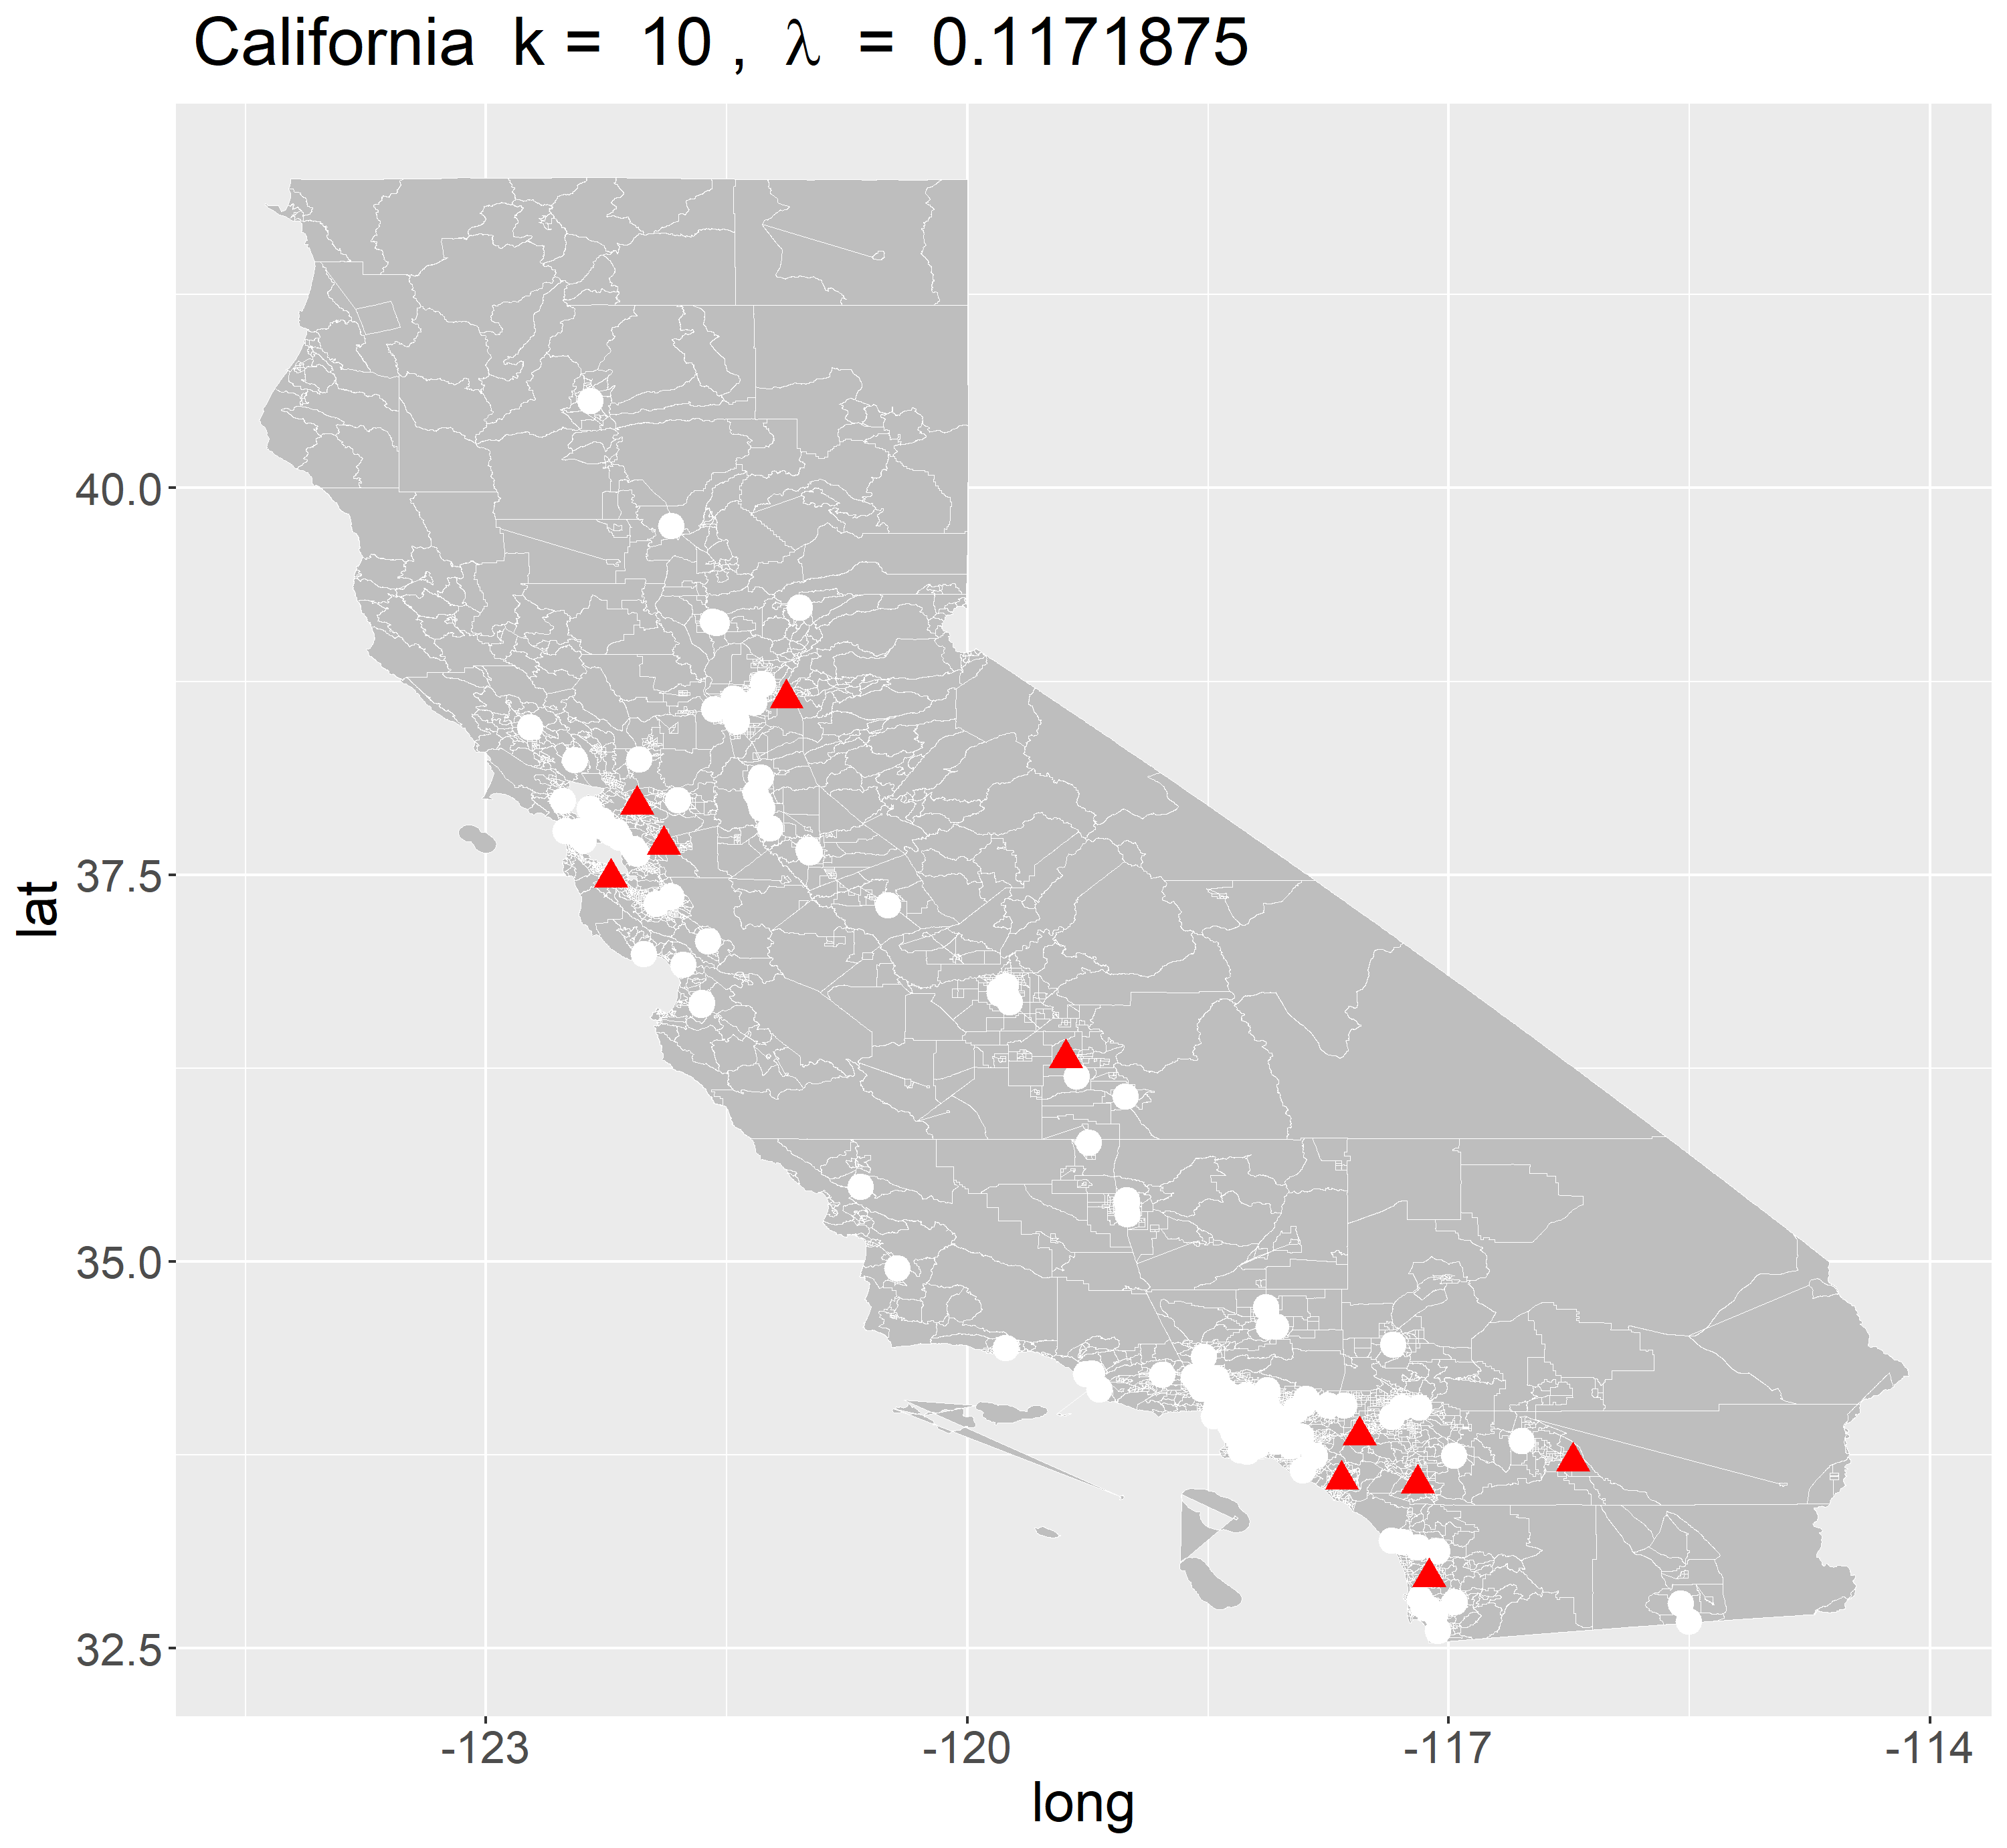 California k = 10 , λ = 0.1171875
40.0
37.5
35.0
32.5
lat
-123 -120 -117 -114
long